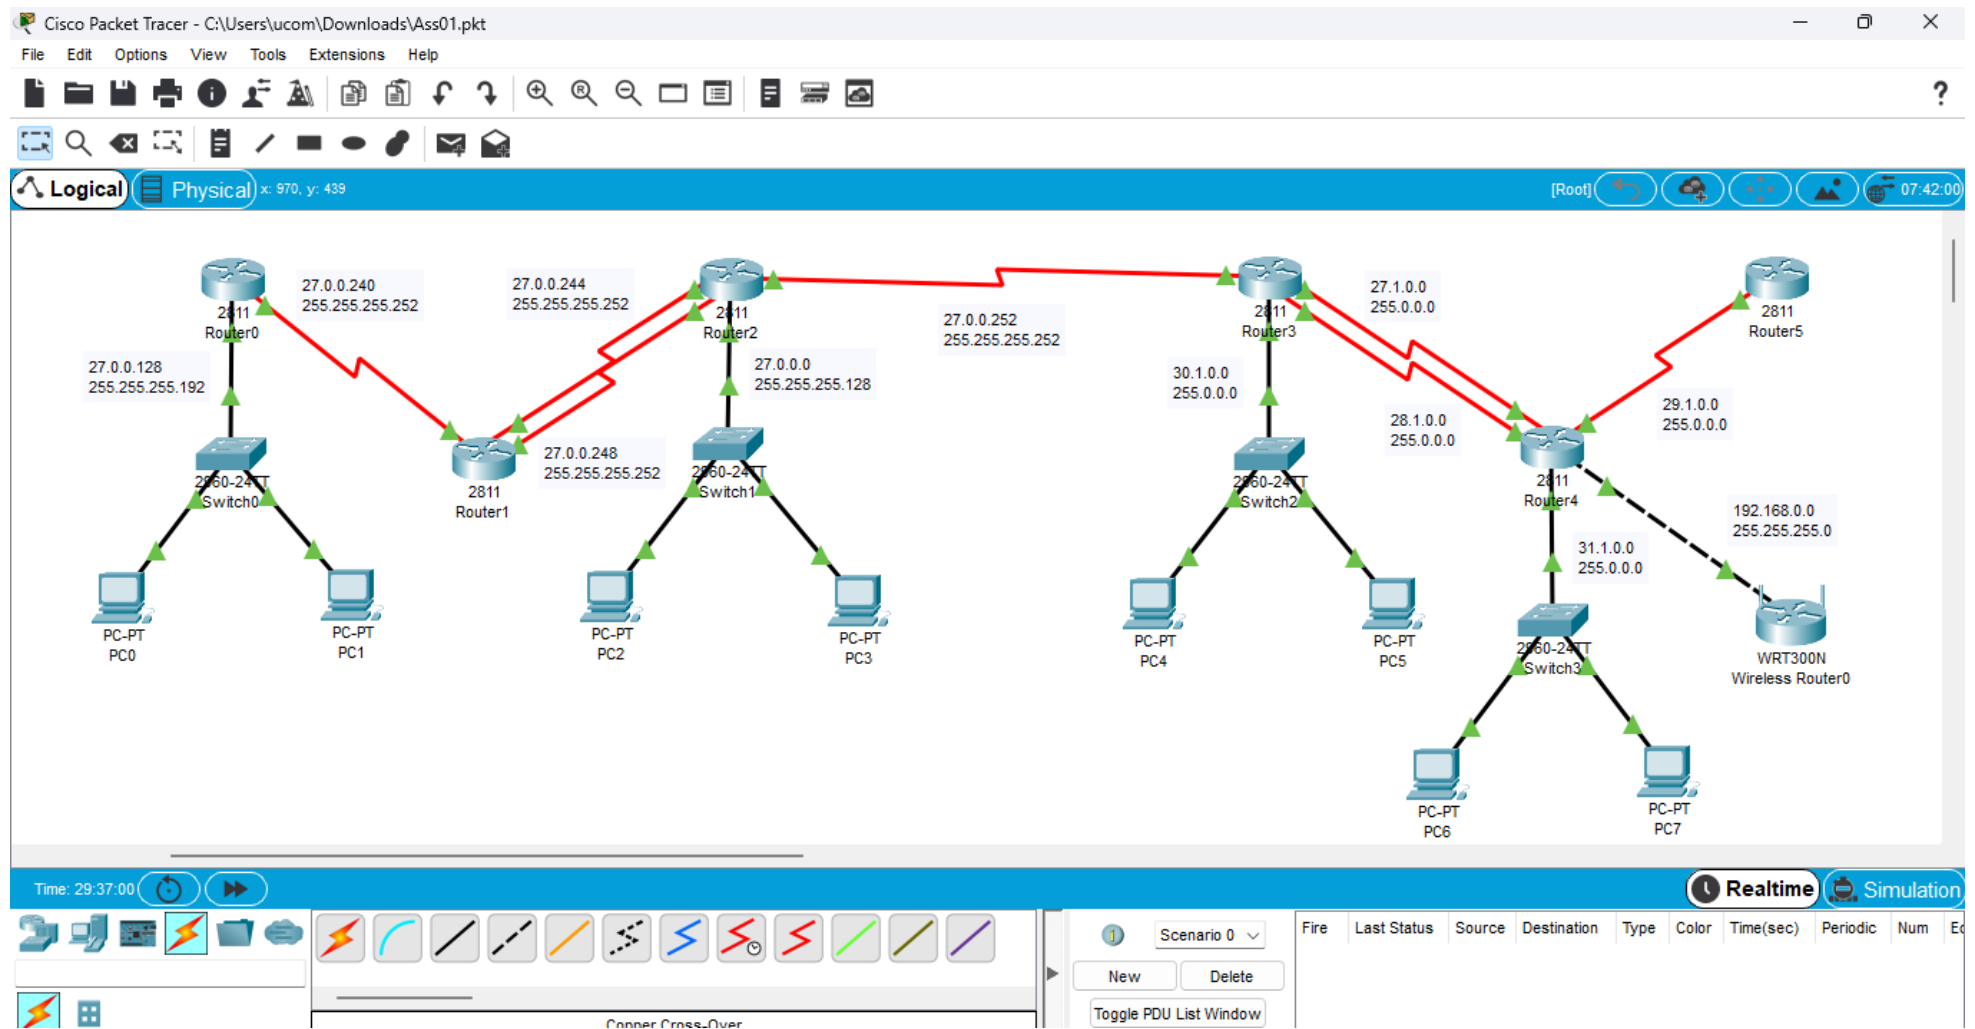 Cisco Packet Tracer - C:\Users\ucom\Downloads\Ass01.pkt
File Edit Options View Tools Extensions Help
?
Logical Physical x: 970, y: 439 [Root] 07:42:00
27.0.0.240
255.255.255.252
27.0.0.244
255.255.255.252
2811
Router0
2811
Router2
27.0.0.252
255.255.255.252
2811
Router3
27.1.0.0
255.0.0.0
2811
Router5
27.0.0.128
255.255.255.192
27.0.0.0
255.255.255.128
30.1.0.0
255.0.0.0
28.1.0.0
255.0.0.0
29.1.0.0
255.0.0.0
27.0.0.248
255.255.255.252
2960-24TT
Switch0
2811
Router1
2960-24TT
Switch1
2960-24TT
Switch2
2811
Router4
192.168.0.0
255.255.255.0
31.1.0.0
255.0.0.0
PC-PT
PC0
PC-PT
PC1
PC-PT
PC2
PC-PT
PC3
PC-PT
PC4
PC-PT
PC5
2960-24TT
Switch3
WRT300N
Wireless Router0
PC-PT
PC6
PC-PT
PC7
Time: 29:37:00 Realtime Simulation
Scenario 0
Fire Last Status Source Destination Type Color Time(sec) Periodic Num
New Delete
Toggle PDU List Window
Copper Cross-Over